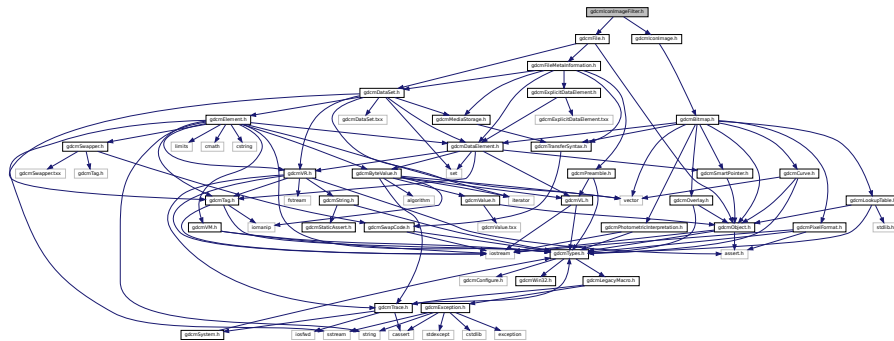 gdcmIconImageFilter.h
gdcmFile.h
gdcmIconImage.h
gdcmFileMetaInformation.h
gdcmDataSet.h
gdcmExplicitDataElement.h
gdcmElement.h
gdcmDataSet.txx
gdcmMediaStorage.h
gdcmExplicitDataElement.txx
gdcmBitmap.h
gdcmSwapper.h
limits
cmath
cstring
gdcmDataElement.h
gdcmTransferSyntax.h
gdcmSwapper.txx
gdcmTag.h
gdcmVR.h
gdcmByteValue.h
set
gdcmPreamble.h
gdcmSmartPointer.h
gdcmCurve.h
gdcmTag.h
fstream
gdcmString.h
algorithm
gdcmValue.h
iterator
gdcmVL.h
vector
gdcmOverlay.h
gdcmLookupTable.h
gdcmVM.h
iomanip
gdcmStaticAssert.h
gdcmSwapCode.h
gdcmValue.txx
gdcmPhotometricInterpretation.h
gdcmObject.h
gdcmPixelFormat.h
stdlib.h
iostream
gdcmTypes.h
assert.h
gdcmConfigure.h
gdcmWin32.h
gdcmLegacyMacro.h
gdcmTrace.h
gdcmException.h
gdcmSystem.h
iosfwd
sstream
string
cassert
stdexcept
cstdlib
exception